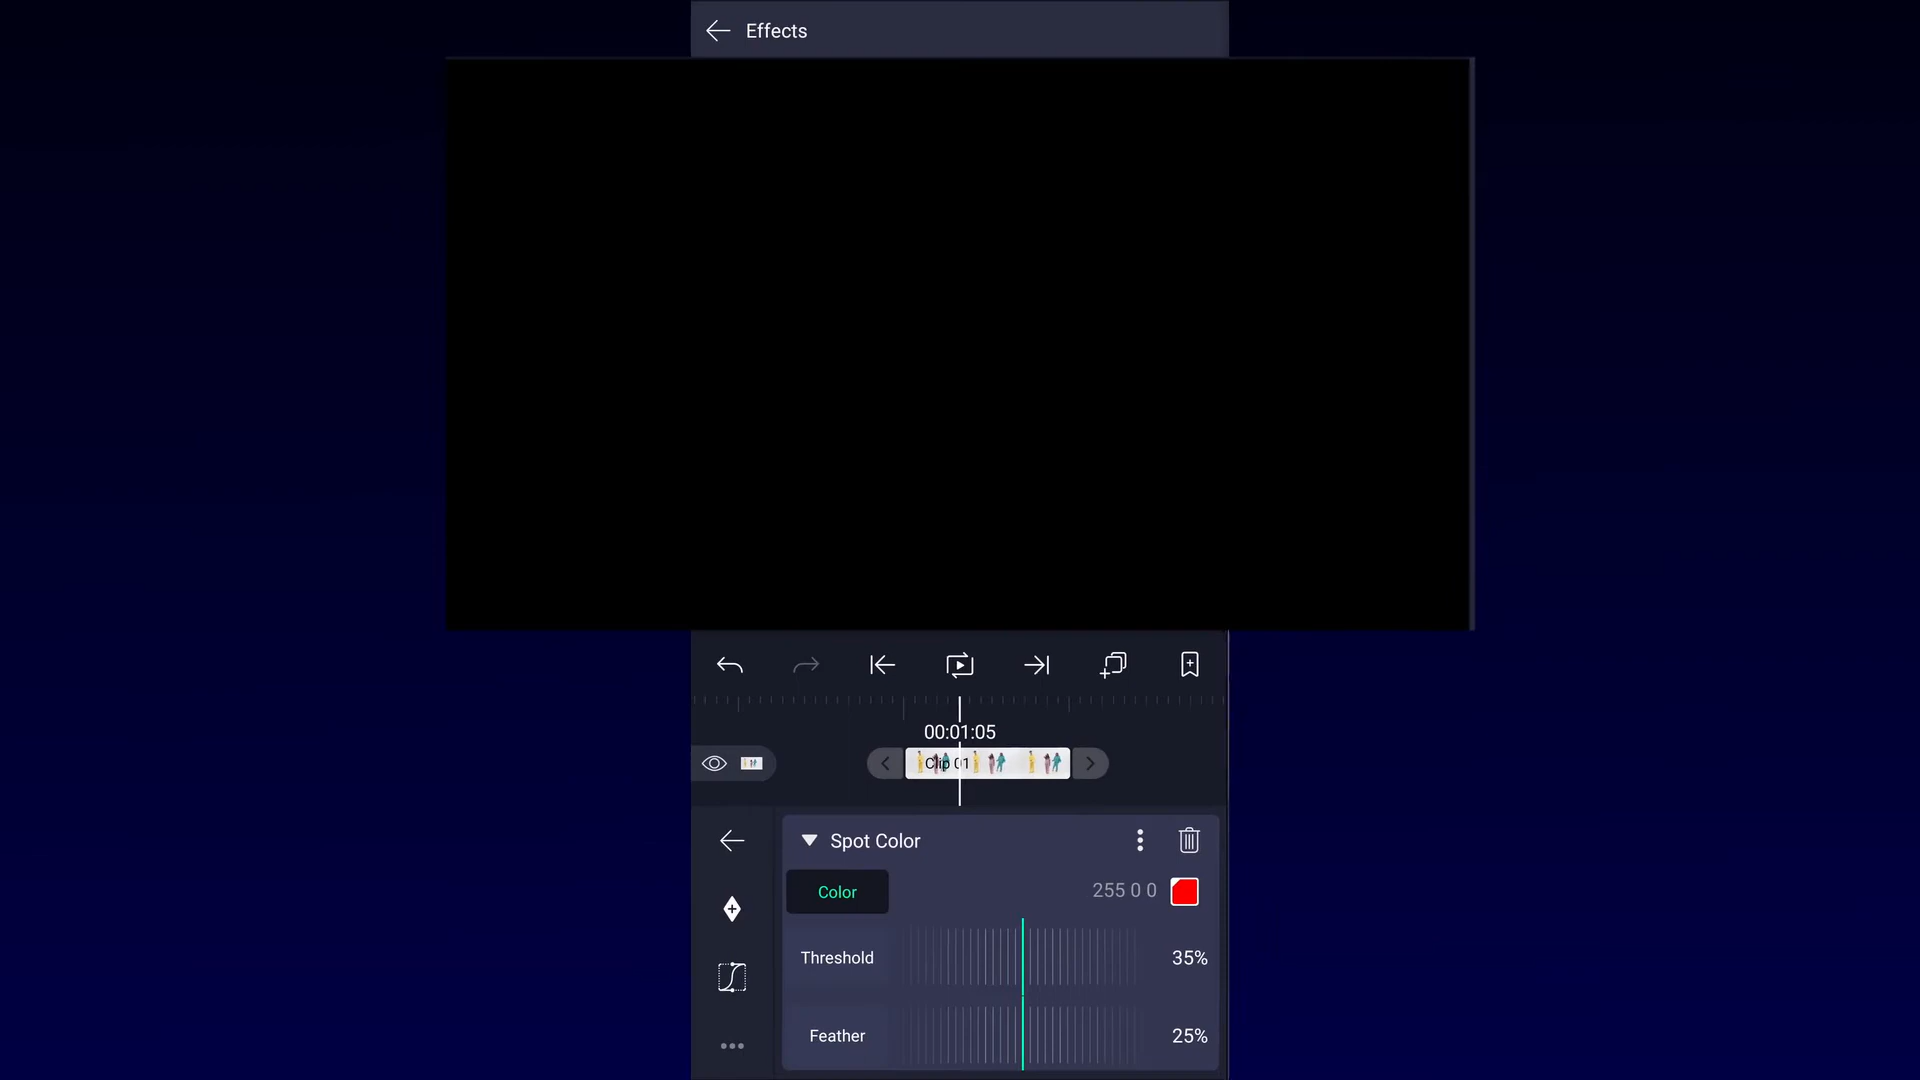 Effects
00:01:05
Clip 01
Spot Color
Color 255 0 0
Threshold 35%
Feather 25%